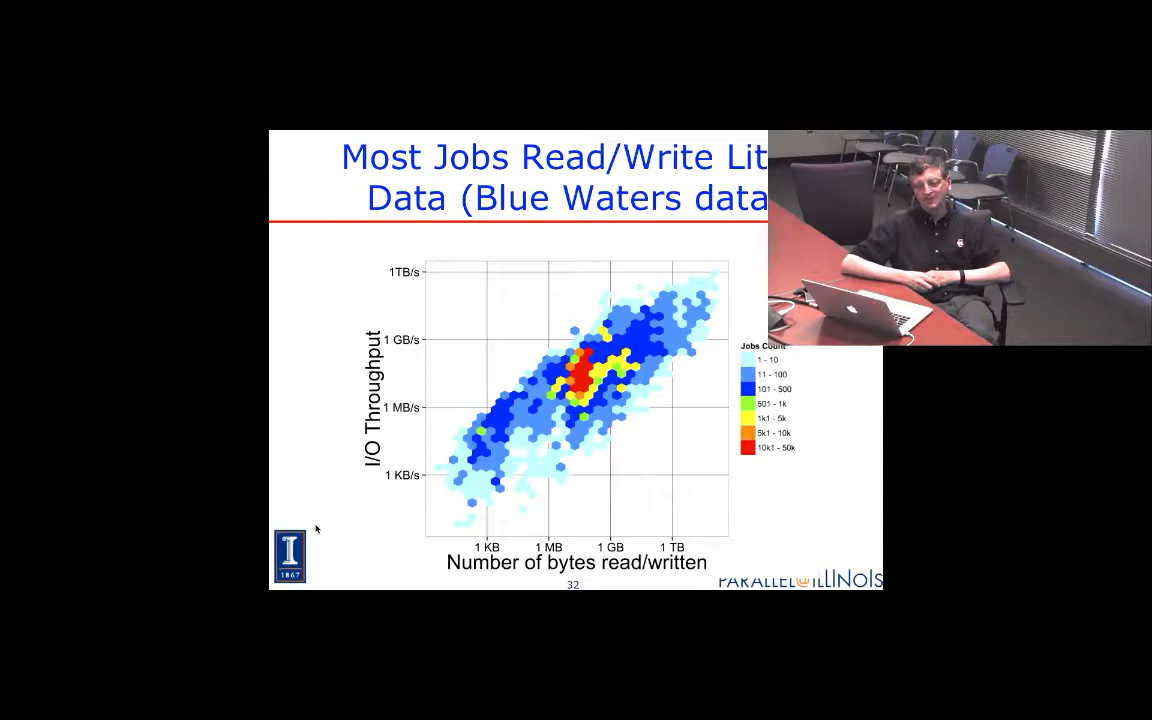 Most Jobs Read/Write Lit
Data (Blue Waters data
I/O Throughput
1TB/s
1 GB/s
1 MB/s
1 KB/s
1 KB
1 MB
1 GB
1 TB
Number of bytes read/written
Jobs Count
1 - 10
11 - 100
101 - 500
501 - 1k
1k1 - 5k
5k1 - 10k
10k1 - 50k
I
1867
32
PARALLEL@ILLINOIS